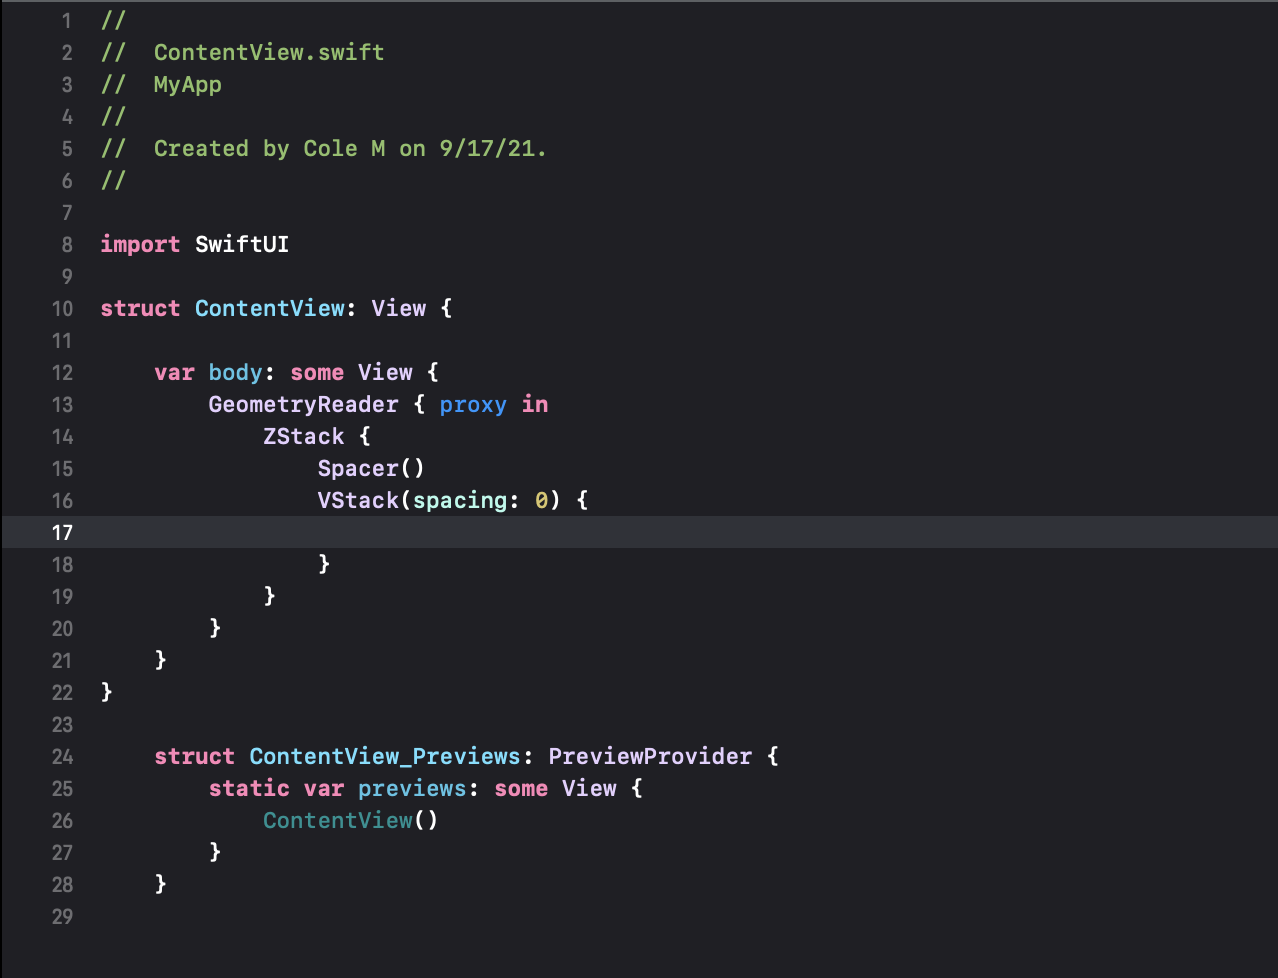 1 //
2 //  ContentView.swift
3 //  MyApp
4 //
5 //  Created by Cole M on 9/17/21.
6 //
7
8 import SwiftUI
9
10 struct ContentView: View {
11
12     var body: some View {
13         GeometryReader { proxy in
14             ZStack {
15                 Spacer()
16                 VStack(spacing: 0) {
17
18                 }
19             }
20         }
21     }
22 }
23
24     struct ContentView_Previews: PreviewProvider {
25         static var previews: some View {
26             ContentView()
27         }
28     }
29